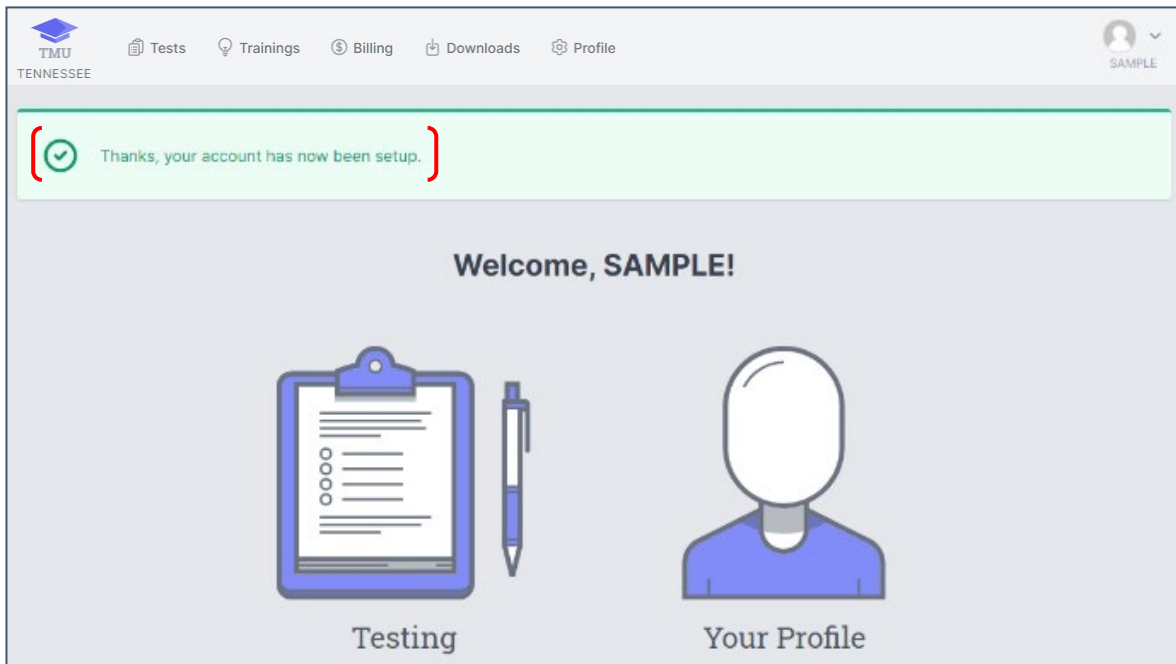 TMU
TENNESSEE
Tests Trainings Billing Downloads Profile
SAMPLE
Thanks, your account has now been setup.
Welcome, SAMPLE!
Testing Your Profile